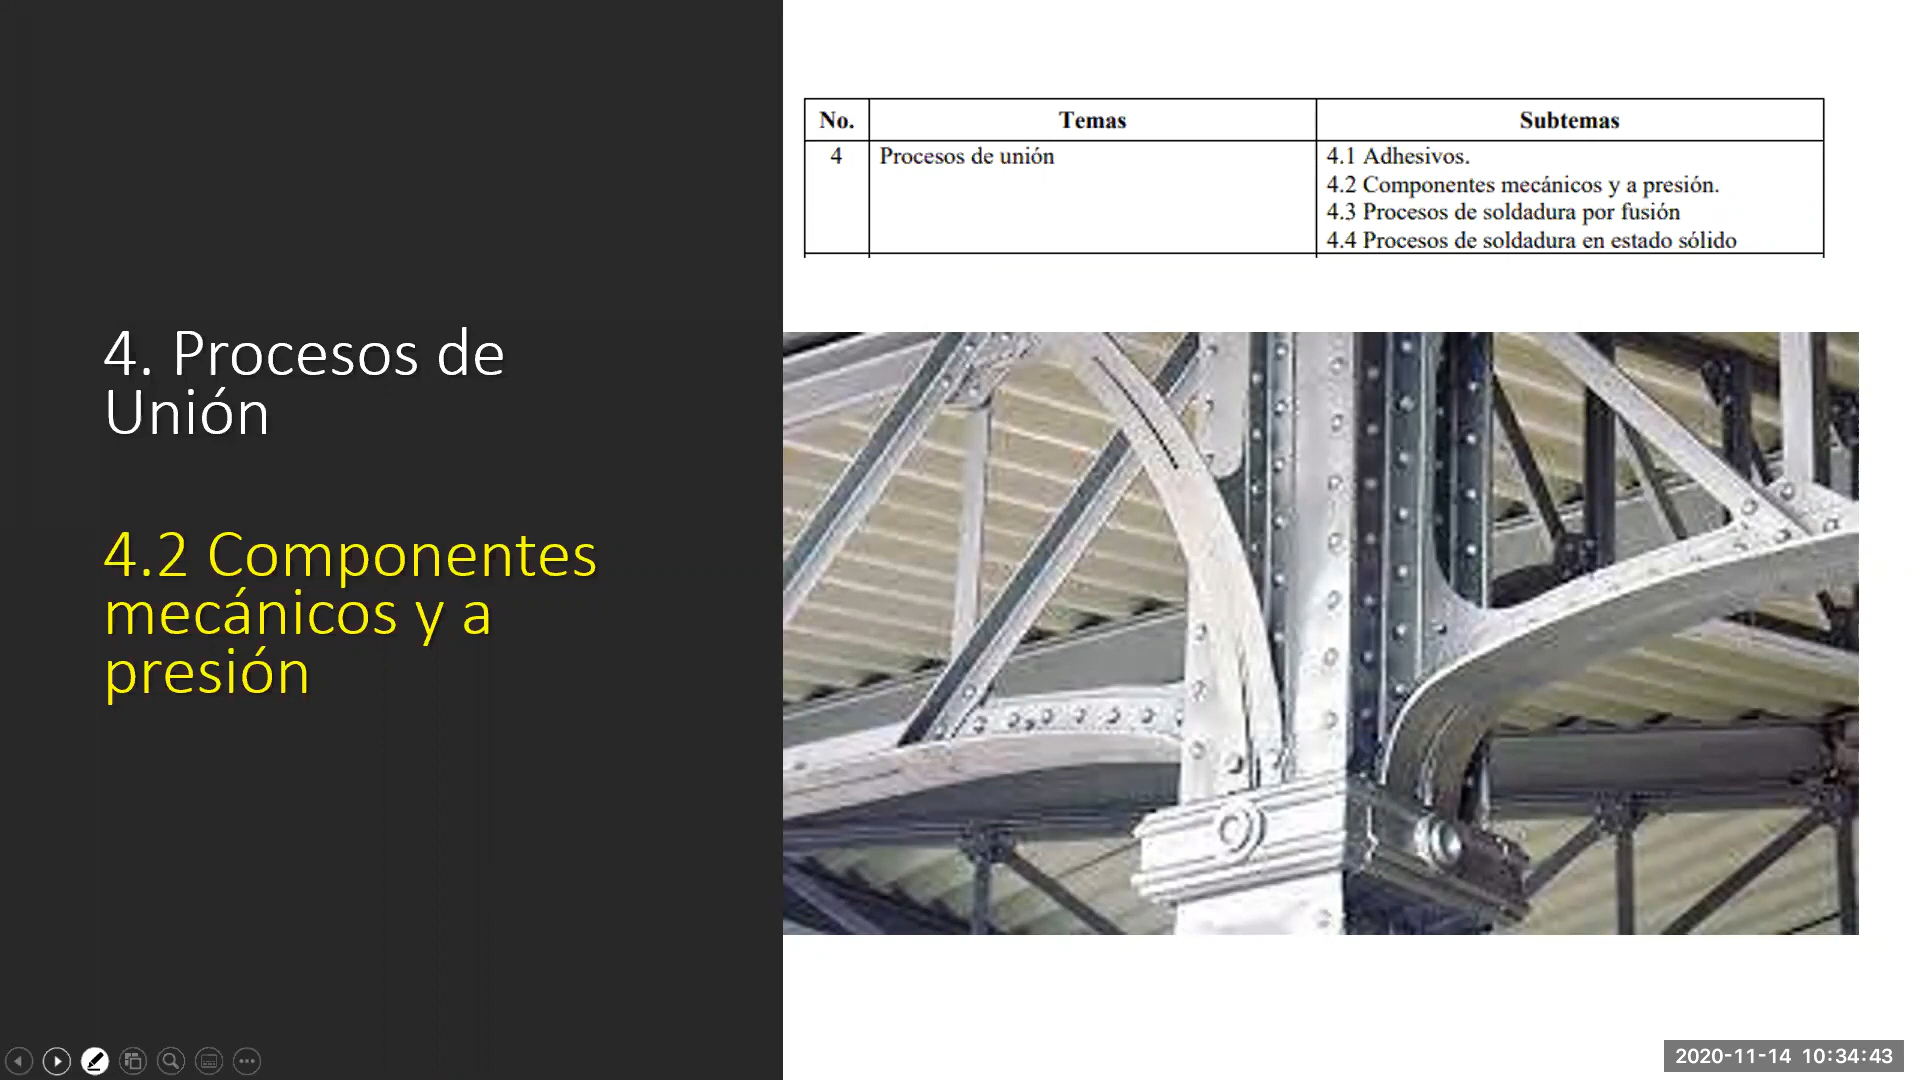 4. Procesos de
Unión
4.2 Componentes
mecánicos y a
presión
No. Temas Subtemas
4 Procesos de unión 4.1 Adhesivos.
4.2 Componentes mecánicos y a presión.
4.3 Procesos de soldadura por fusión
4.4 Procesos de soldadura en estado sólido
2020-11-14 10:34:43